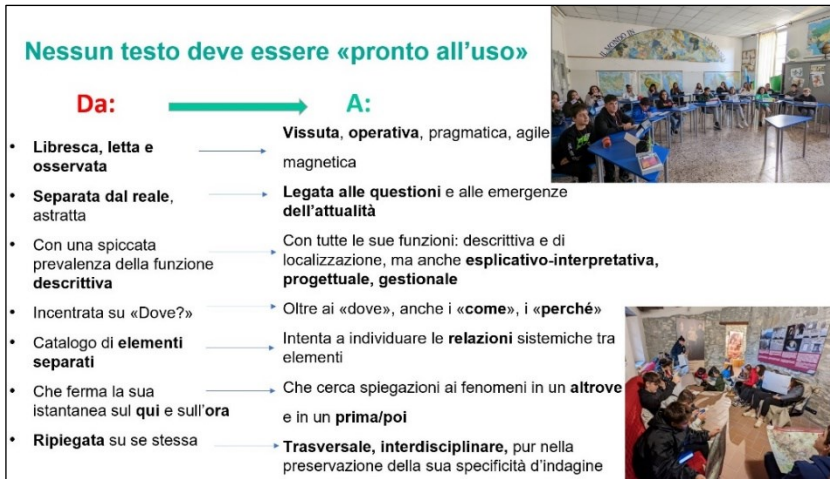 Nessun testo deve essere «pronto all’uso»
Da:
A:
• Libresca, letta e
osservata
Vissuta, operativa, pragmatica, agile
magnetica
• Separata dal reale,
astratta
Legata alle questioni e alle emergenze
dell’attualità
• Con una spiccata
prevalenza della funzione
descrittiva
Con tutte le sue funzioni: descrittiva e di
localizzazione, ma anche esplicativo-interpretativa,
progettuale, gestionale
• Incentrata su «Dove?»
Oltre ai «dove», anche i «come», i «perché»
• Catalogo di elementi
separati
Intenta a individuare le relazioni sistemiche tra
elementi
• Che ferma la sua
istantanea sul qui e sull’ora
Che cerca spiegazioni ai fenomeni in un altrove
e in un prima/poi
• Ripiegata su se stessa
Trasversale, interdisciplinare, pur nella
preservazione della sua specificità d’indagine
IL MONDO IN